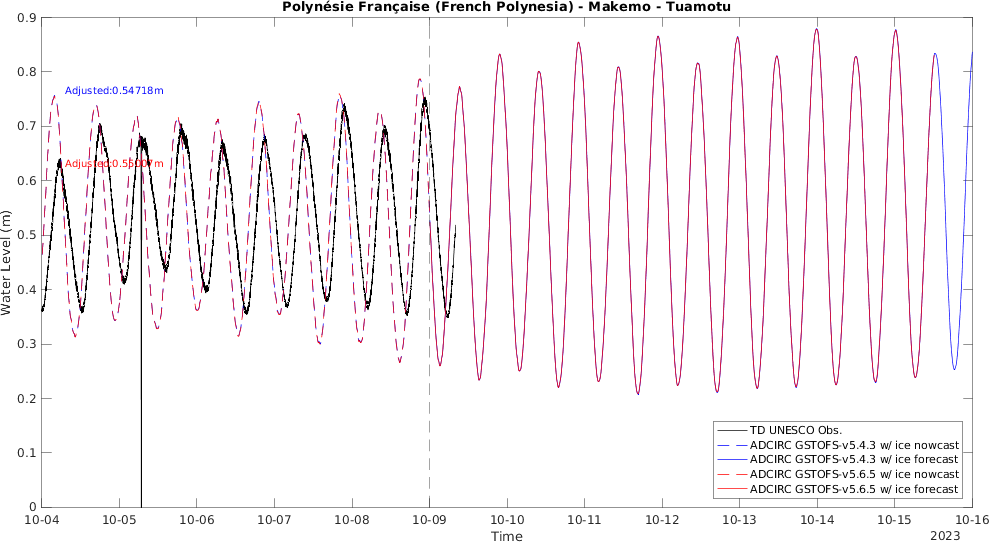 Polynésie Française (French Polynesia) - Makemo - Tuamotu
0.9
0.8
0.7
0.6
0.5
0.4
0.3
0.2
0.1
0
Water Level (m)
Adjusted:0.54718m
Adjusted:0.55007m
TD UNESCO Obs.
ADCIRC GSTOFS-v5.4.3 w/ ice nowcast
ADCIRC GSTOFS-v5.4.3 w/ ice forecast
ADCIRC GSTOFS-v5.6.5 w/ ice nowcast
ADCIRC GSTOFS-v5.6.5 w/ ice forecast
10-04 10-05 10-06 10-07 10-08 10-09 10-10 10-11 10-12 10-13 10-14 10-15 10-16
Time
2023